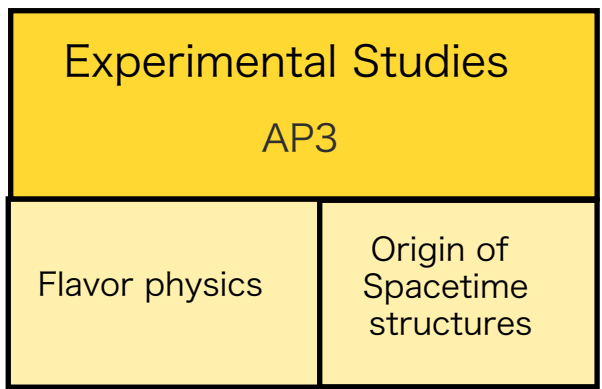 Experimental Studies
AP3
Flavor physics
Origin of
Spacetime
structures